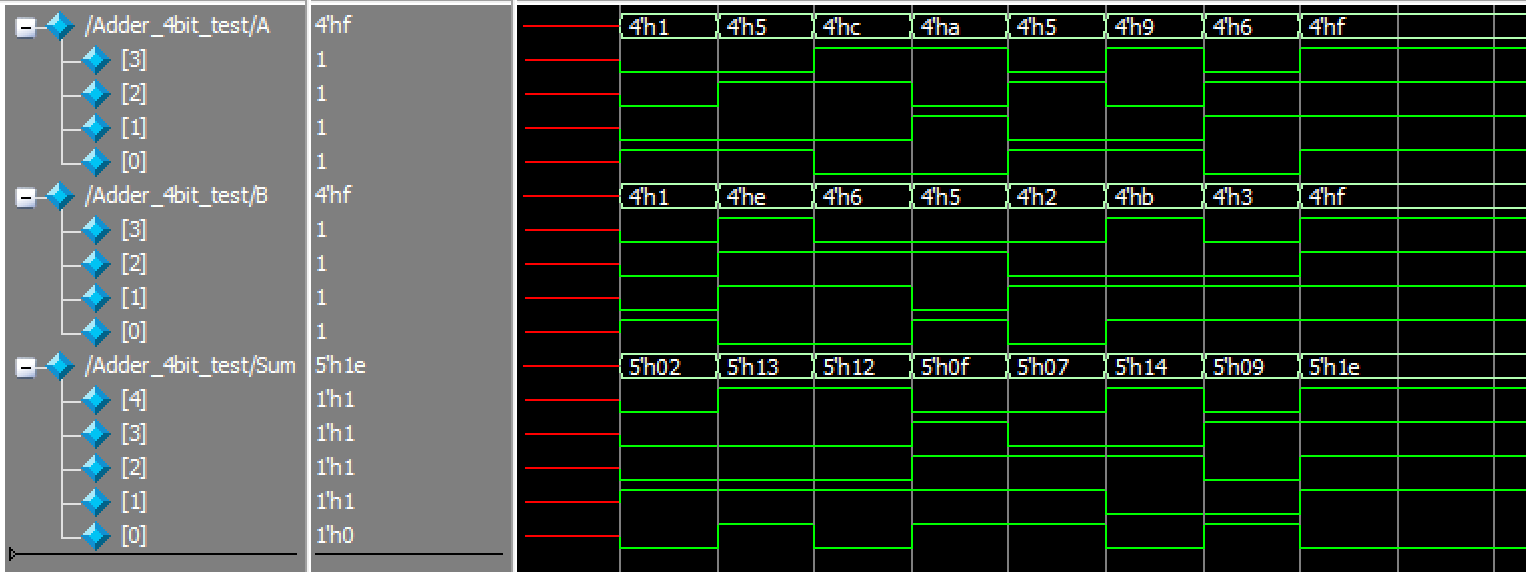 /Adder_4bit_test/A 4'hf 4'h1 4'h5 4'hc 4'ha 4'h5 4'h9 4'h6 4'hf
[3] 1
[2] 1
[1] 1
[0] 1
/Adder_4bit_test/B 4'hf 4'h1 4'he 4'h6 4'h5 4'h2 4'hb 4'h3 4'hf
[3] 1
[2] 1
[1] 1
[0] 1
/Adder_4bit_test/Sum 5'h1e 5'h02 5'h13 5'h12 5'h0f 5'h07 5'h14 5'h09 5'h1e
[4] 1'h1
[3] 1'h1
[2] 1'h1
[1] 1'h1
[0] 1'h0